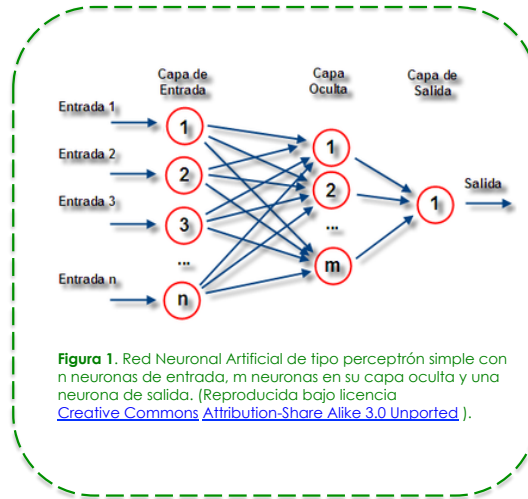 Capa de
Entrada
Capa
Oculta
Capa de
Salida
Entrada 1
1
1
Entrada 2
2
2
1
Salida
Entrada 3
3
...
...
m
Entrada n
n
Figura 1. Red Neuronal Artificial de tipo perceptrón simple con
n neuronas de entrada, m neuronas en su capa oculta y una
neurona de salida. (Reproducida bajo licencia
Creative Commons Attribution-Share Alike 3.0 Unported ).